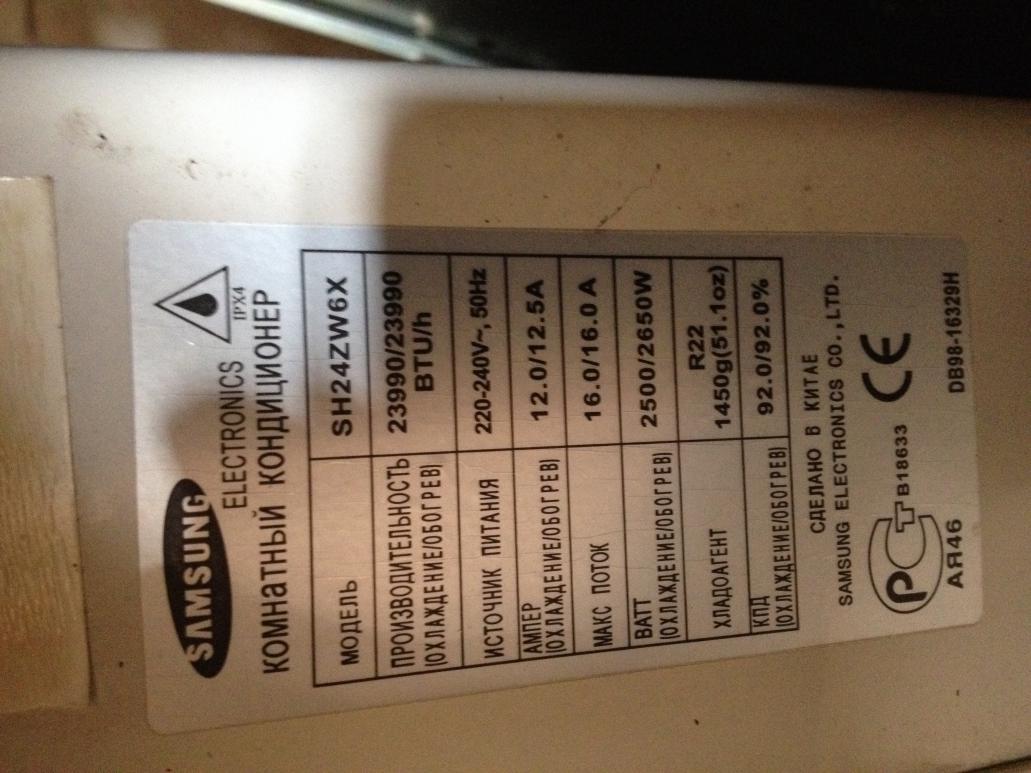 SAMSUNG
ELECTRONICS
IPX4
КОМНАТНЫЙ КОНДИЦИОНЕР
МОДЕЛЬ SH24ZW6X
ПРОИЗВОДИТЕЛЬНОСТЬ 23990/23990
(ОХЛАЖДЕНИЕ/ОБОГРЕВ) BTU/h
ИСТОЧНИК ПИТАНИЯ 220-240V~, 50Hz
АМПЕР 12.0/12.5A
(ОХЛАЖДЕНИЕ/ОБОГРЕВ)
МАКС ПОТОК 16.0/16.0 A
ВАТТ 2500/2650W
(ОХЛАЖДЕНИЕ/ОБОГРЕВ)
ХЛАДОАГЕНТ R22
1450g(51.1oz)
КПД 92.0/92.0%
(ОХЛАЖДЕНИЕ/ОБОГРЕВ)
СДЕЛАНО В КИТАЕ
SAMSUNG ELECTRONICS CO.,LTD.
PCT B18633 CE
АЯ46 DB98-16329H